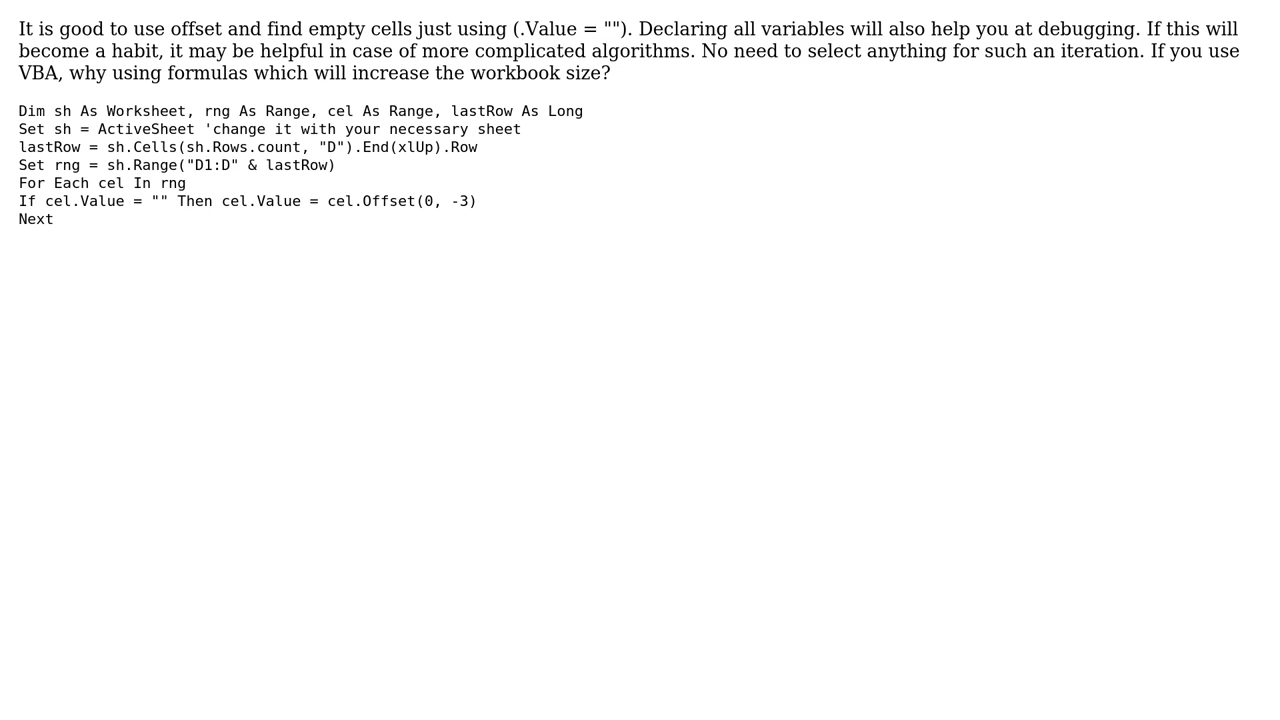 It is good to use offset and find empty cells just using (.Value = ""). Declaring all variables will also help you at debugging. If this will
become a habit, it may be helpful in case of more complicated algorithms. No need to select anything for such an iteration. If you use
VBA, why using formulas which will increase the workbook size?
Dim sh As Worksheet, rng As Range, cel As Range, lastRow As Long
Set sh = ActiveSheet 'change it with your necessary sheet
lastRow = sh.Cells(sh.Rows.count, "D").End(xlUp).Row
Set rng = sh.Range("D1:D" & lastRow)
For Each cel In rng
If cel.Value = "" Then cel.Value = cel.Offset(0, -3)
Next